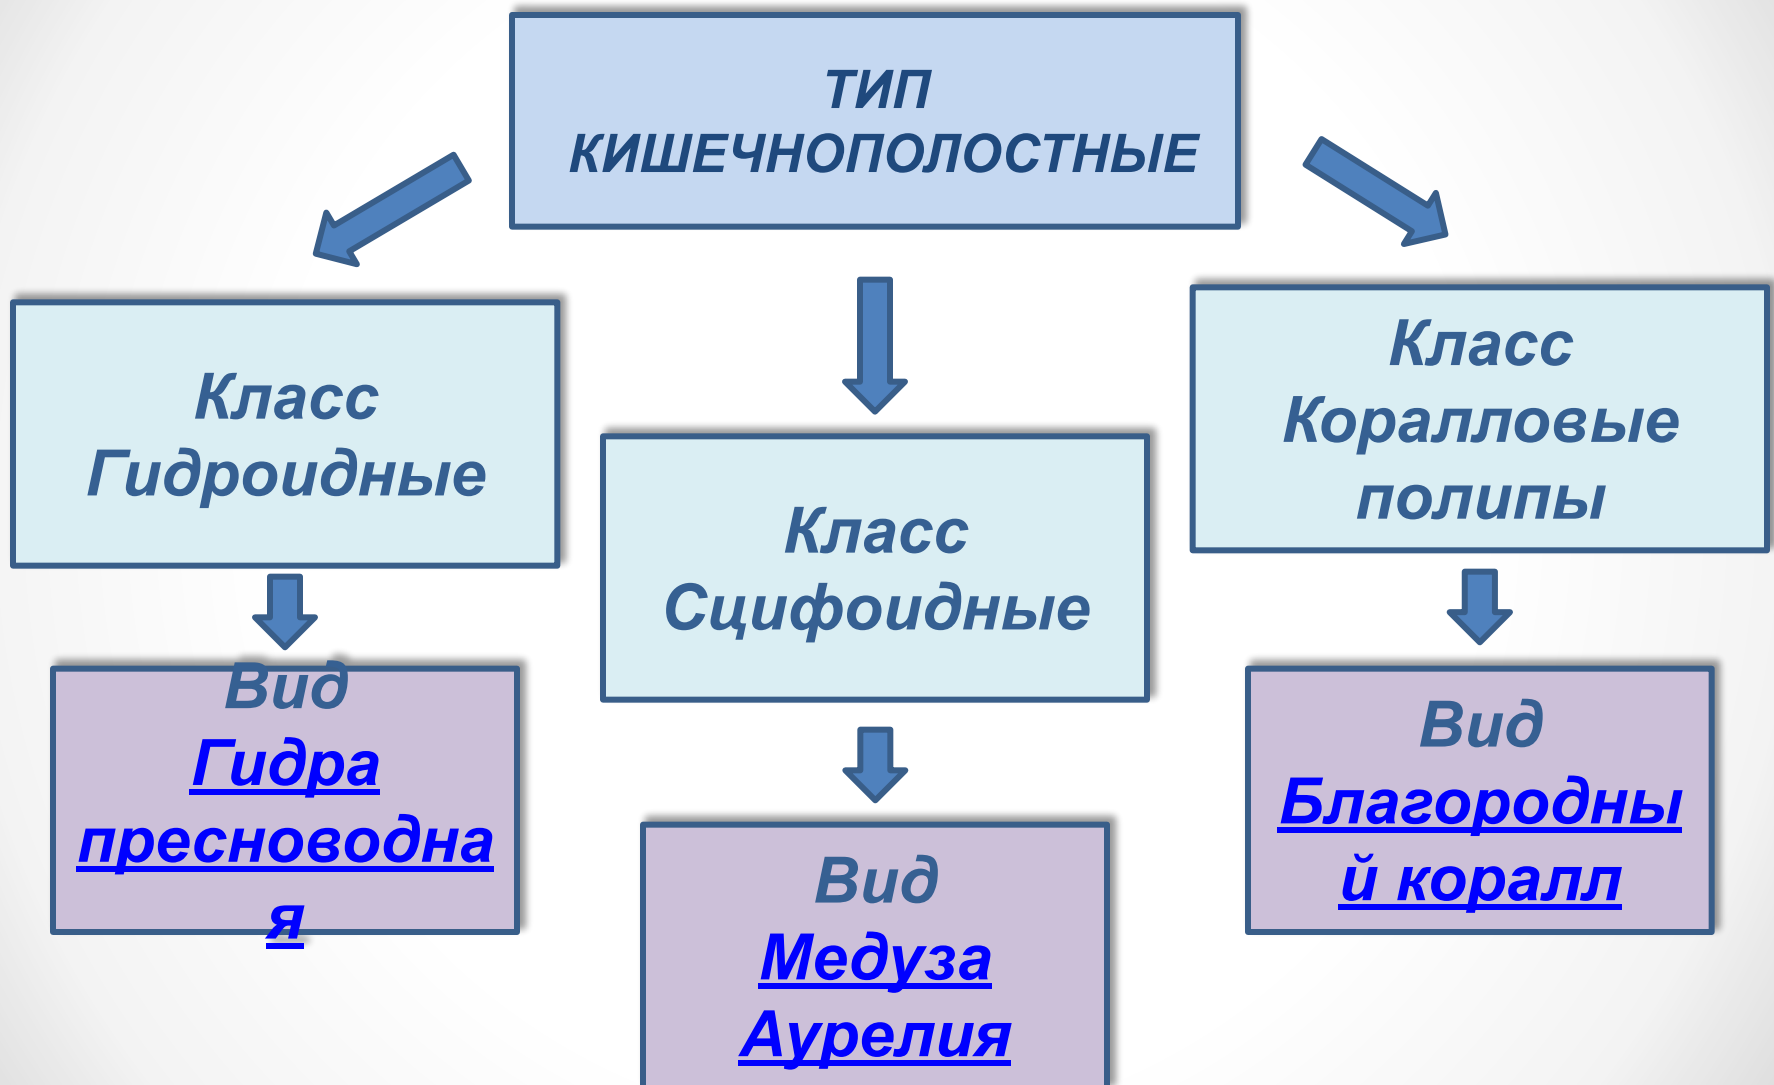 ТИП
КИШЕЧНОПОЛОСТНЫЕ
Класс
Гидроидные
Класс
Сцифоидные
Класс
Коралловые
полипы
Вид
Гидра
пресноводна
я
Вид
Медуза
Аурелия
Вид
Благородны
й коралл